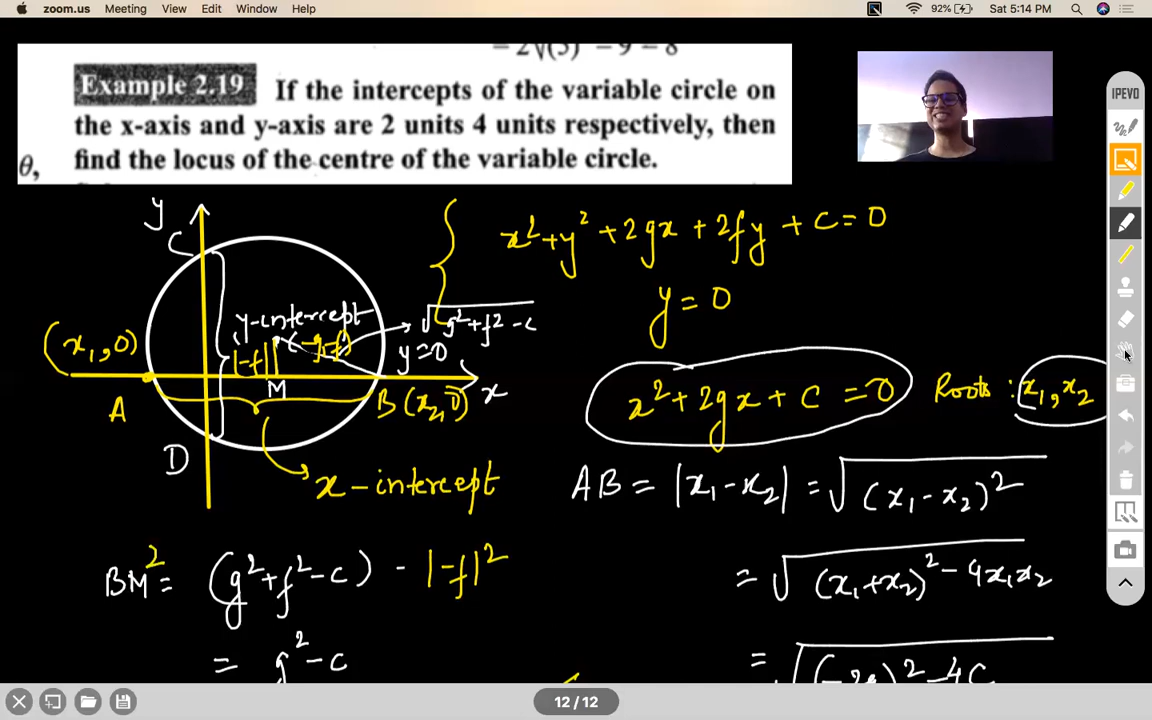 zoom.us Meeting View Edit Window Help
92% Sat 5:14 PM
Example 2.19 If the intercepts of the variable circle on
the x-axis and y-axis are 2 units 4 units respectively, then
θ, find the locus of the centre of the variable circle.
IPEVO
y
C
x²+y²+2gx+2fy+c=0
y=0
y-intercept
√g²+f²-c
(x₁,0)
|-f|
(-g,-f)
y=0
M
x
A
B(x₂,0)
D
x-intercept
x²+2gx+c=0 Roots: x₁,x₂
AB=|x₁-x₂|=√(x₁-x₂)²
BM²= (g²+f²-c) - |-f|²
=√(x₁+x₂)²-4x₁x₂
= g²-c
=√(-2g)²-4c
12/12